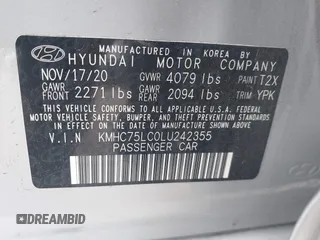 MANUFACTURED IN KOREA BY
HYUNDAI MOTOR COMPANY
NOV/17/20 GVWR 4079 lbs PAINT T2X
GAWR FRONT 2271 lbs GAWR REAR 2094 lbs TRIM YPK
THIS VEHICLE CONFORMS TO ALL APPLICABLE U.S.A. FEDERAL
MOTOR VEHICLE SAFETY, BUMPER, AND THEFT PREVENTION
STANDARDS IN EFFECT ON THE DATE OF MANUFACTURE SHOWN ABOVE.
V.I.N KMHC75LC0LU242355
PASSENGER CAR
CLEARBID